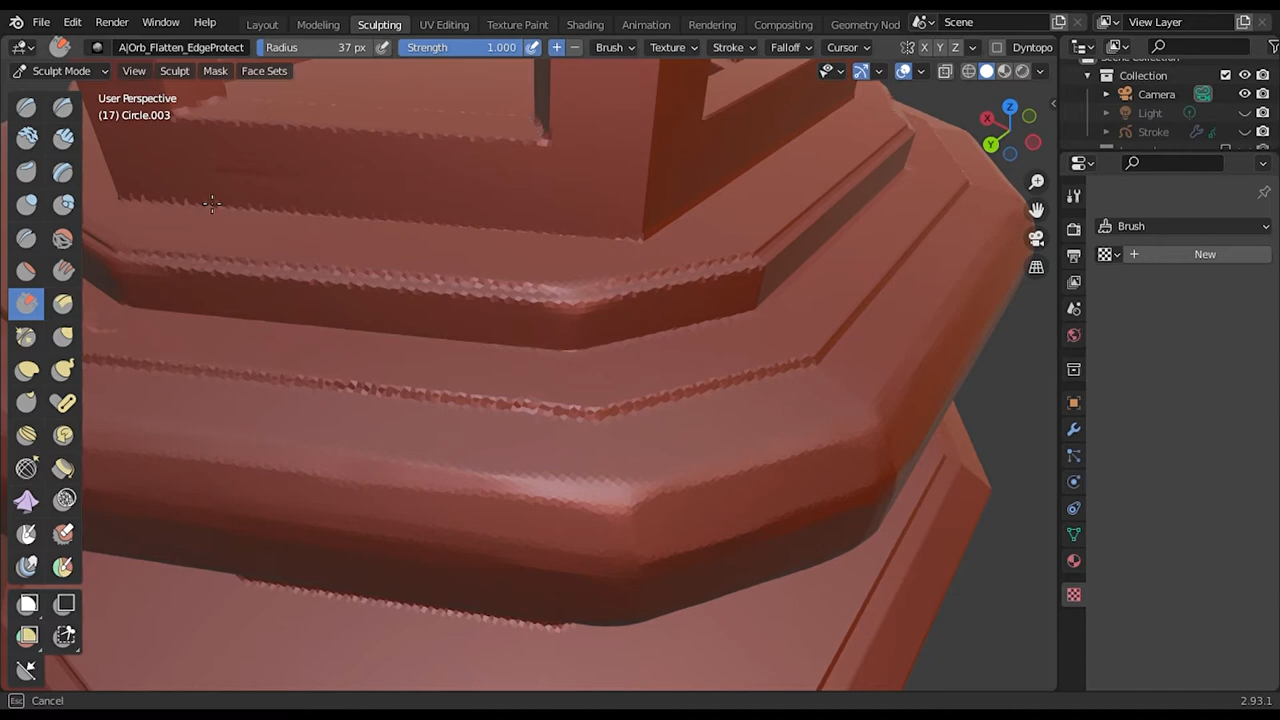 File Edit Render Window Help Layout Modeling Sculpting UV Editing Texture Paint Shading Animation Rendering Compositing Geometry Nod Scene View Layer
A|Orb_Flatten_EdgeProtect Radius 37 px Strength 1.000 Brush Texture Stroke Falloff Cursor X Y Z Dyntopo
Sculpt Mode View Sculpt Mask Face Sets
Collection
User Perspective
Camera
(17) Circle.003
Light
Stroke
X Z Y
Brush
New
Esc Cancel 2.93.1